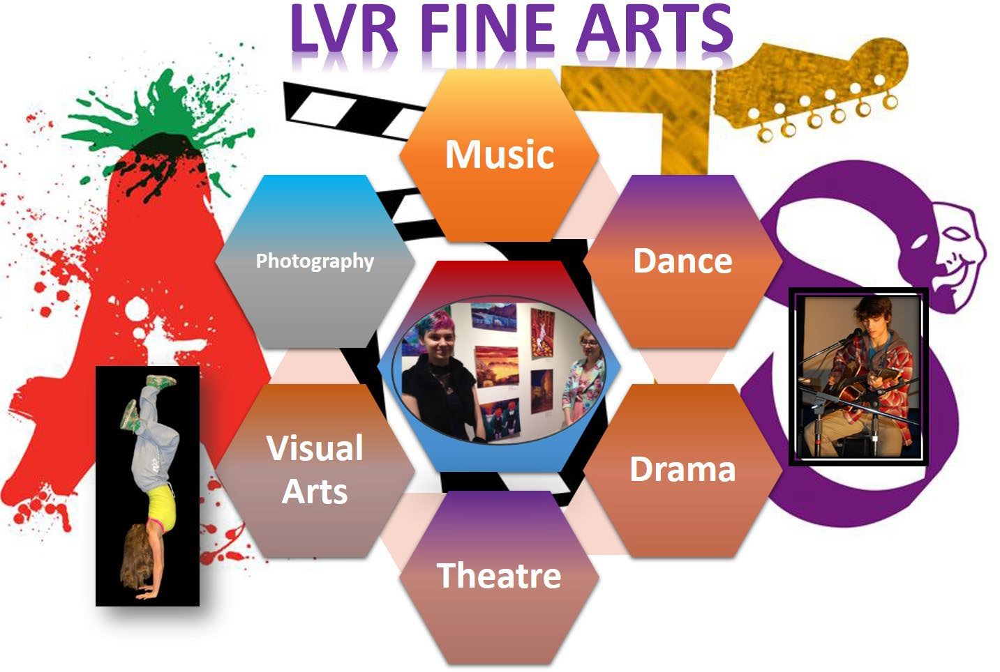 LVR FINE ARTS
Music
Photography
Dance
Visual
Arts
Drama
Theatre